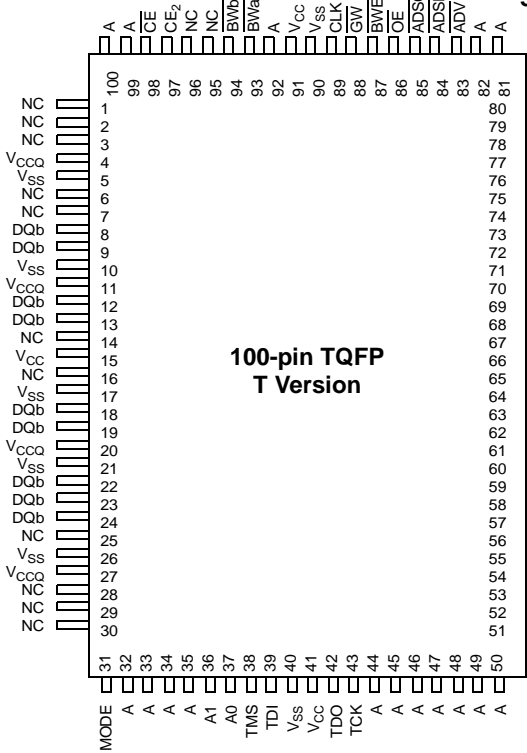 A
A
CE
CE2
NC
NC
BWb
BWa
A
VCC
VSS
CLK
GW
BWE
OE
ADV
A
A
100
99
98
97
96
95
94
93
92
91
90
89
88
87
86
85
84
83
82
81
NC 1
NC 2
NC 3
VCCQ 4
VSS 5
NC 6
NC 7
DQb 8
DQb 9
VSS 10
VCCQ 11
DQb 12
DQb 13
NC 14
VCC 15
NC 16
VSS 17
DQb 18
DQb 19
VCCQ 20
VSS 21
DQb 22
DQb 23
DQb 24
NC 25
VSS 26
VCCQ 27
NC 28
NC 29
NC 30
100-pin TQFP
T Version
80
79
78
77
76
75
74
73
72
71
70
69
68
67
66
65
64
63
62
61
60
59
58
57
56
55
54
53
52
51
31
32
33
34
35
36
37
38
39
40
41
42
43
44
45
46
47
48
49
50
MODE
A
A
A
A
A1
A0
TMS
TDI
VSS
VCC
TDO
TCK
A
A
A
A
A
A
A